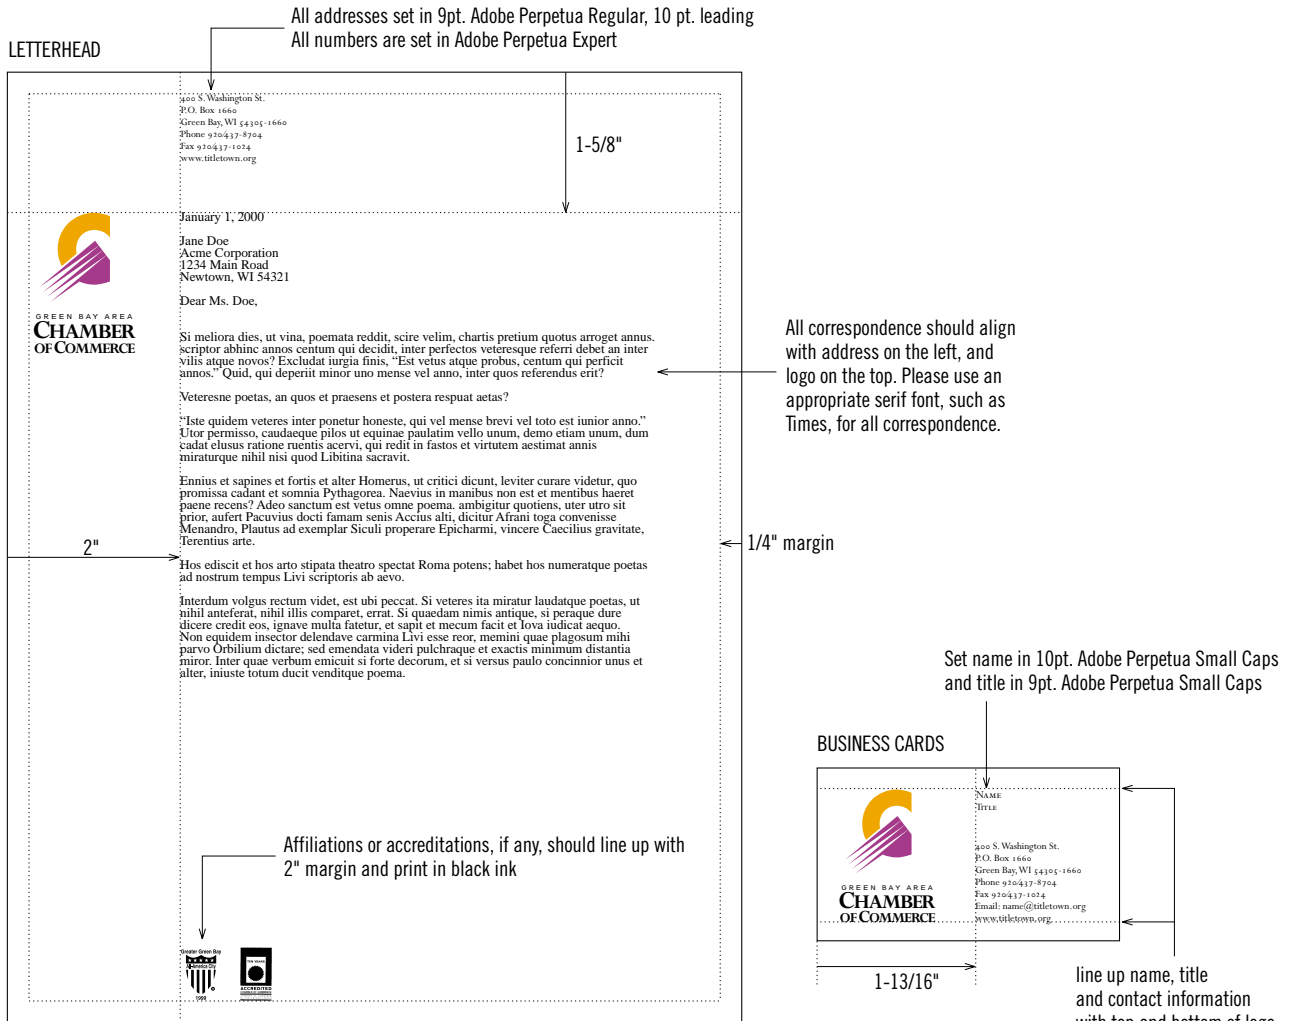 All addresses set in 9pt. Adobe Perpetua Regular, 10 pt. leading
All numbers are set in Adobe Perpetua Expert
LETTERHEAD
400 S. Washington St.
P.O. Box 1660
Green Bay, WI 54305-1660
Phone 920/437-8704
Fax 920/437-1024
www.titletown.org
1-5/8"
January 1, 2000
Jane Doe
Acme Corporation
1234 Main Road
Newtown, WI 54321
Dear Ms. Doe,
GREEN BAY AREA
CHAMBER
OF COMMERCE
Si meliora dies, ut vina, poemata reddit, scire velim, chartis pretium quotus arroget annus.
scriptor abhinc annos centum qui decidit, inter perfectos veteresque referri debet an inter
vilis atque novos? Excludat iurgia finis, “Est vetus atque probus, centum qui perficit
annos.” Quid, qui deperiit minor uno mense vel anno, inter quos referendus erit?
Veteresne poetas, an quos et praesens et postera respuat aetas?
“Iste quidem veteres inter ponetur honeste, qui vel mense brevi vel toto est iunior anno.”
Utor permisso, caudaeque pilos ut equinae paulatim vello unum, demo etiam unum, dum
cadat elusus ratione ruentis acervi, qui redit in fastos et virtutem aestimat annis
miraturque nihil nisi quod Libitina sacravit.
Ennius et sapines et fortis et alter Homerus, ut critici dicunt, leviter curare videtur, quo
promissa cadant et somnia Pythagorea. Naevius in manibus non est et mentibus haeret
paene recens? Adeo sanctum est vetus omne poema. ambigitur quotiens, uter utro sit
prior, aufert Pacuvius docti famam senis Accius alti, dicitur Afrani toga convenisse
Menandro, Plautus ad exemplar Siculi properare Epicharmi, vincere Caecilius gravitate,
Terentius arte.
Hos ediscit et hos arto stipata theatro spectat Roma potens; habet hos numeratque poetas
ad nostrum tempus Livi scriptoris ab aevo.
Interdum volgus rectum videt, est ubi peccat. Si veteres ita miratur laudatque poetas, ut
nihil anteferat, nihil illis comparet, errat. Si quaedam nimis antique, si peraque dure
dicere credit eos, ignave multa fatetur, et sapit et mecum facit et Iova iudicat aequo.
Non equidem insector delendave carmina Livi esse reor, memini quae plagosum mihi
parvo Orbilium dictare; sed emendata videri pulchraque et exactis minimum distantia
miror. Inter quae verbum emicuit si forte decorum, et si versus paulo concinnior unus et
alter, iniuste totum ducit venditque poema.
All correspondence should align
with address on the left, and
logo on the top. Please use an
appropriate serif font, such as
Times, for all correspondence.
2"
1/4" margin
Affiliations or accreditations, if any, should line up with
2" margin and print in black ink
Greater Green Bay
All-America City
1999
TEN YEARS
ACCREDITED
Set name in 10pt. Adobe Perpetua Small Caps
and title in 9pt. Adobe Perpetua Small Caps
BUSINESS CARDS
NAME
TITLE
400 S. Washington St.
P.O. Box 1660
Green Bay, WI 54305-1660
Phone 920/437-8704
Fax 920/437-1024
Email: name@titletown.org
www.titletown.org
GREEN BAY AREA
CHAMBER
OF COMMERCE
1-13/16"
line up name, title
and contact information
with top and bottom of logo